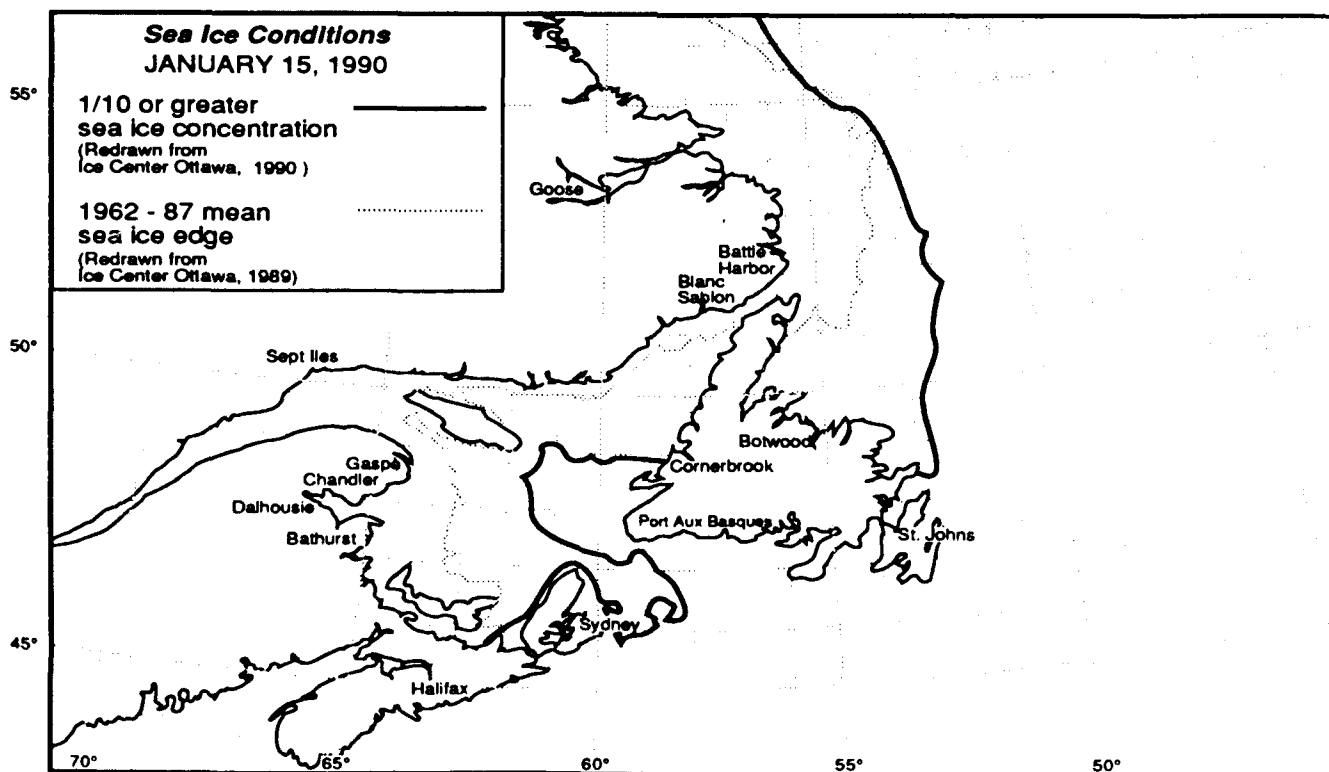 Sea Ice Conditions
JANUARY 15, 1990
1/10 or greater
sea ice concentration
(Redrawn from
Ice Center Ottawa, 1990 )
1962 - 87 mean
sea ice edge
(Redrawn from
Ice Center Ottawa, 1989)
55°
Goose
Battle
Harbor
Blanc
Sablon
50°
Sept Iles
Botwood
Gaspé
Cornerbrook
Chandler
Dalhousie
Port Aux Basques
Bathurst
St. Johns
Sydney
45°
Halifax
70°
65°
60°
55°
50°